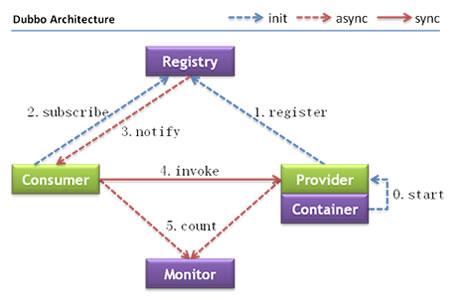 Dubbo Architecture
init
async
sync
Registry
2. subscribe
1. register
3. notify
Consumer
4. invoke
Provider
Container
0. start
5. count
Monitor